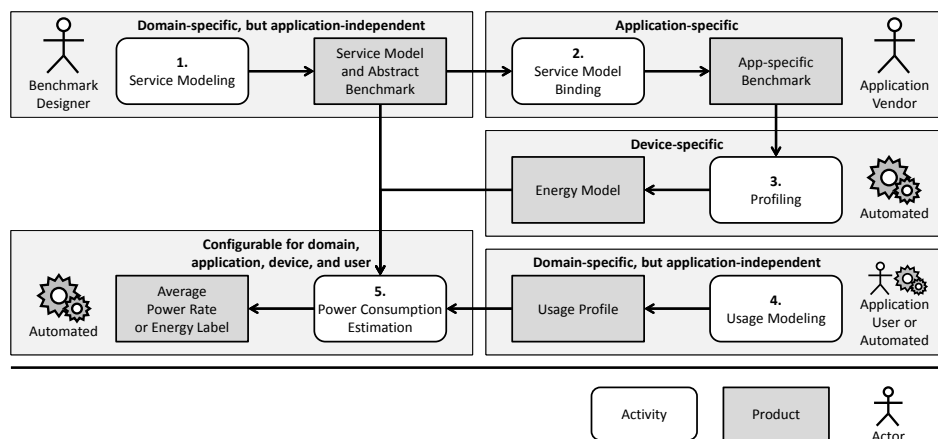 Domain-specific, but application-independent
Benchmark
Designer
1.
Service Modeling
Service Model
and Abstract
Benchmark
Application-specific
2.
Service Model
Binding
App-specific
Benchmark
Application
Vendor
Device-specific
Energy Model
3.
Profiling
Automated
Configurable for domain,
application, device, and user
Automated
Average
Power Rate
or Energy Label
5.
Power Consumption
Estimation
Domain-specific, but application-independent
Usage Profile
4.
Usage Modeling
Application
User or
Automated
Activity
Product
Actor